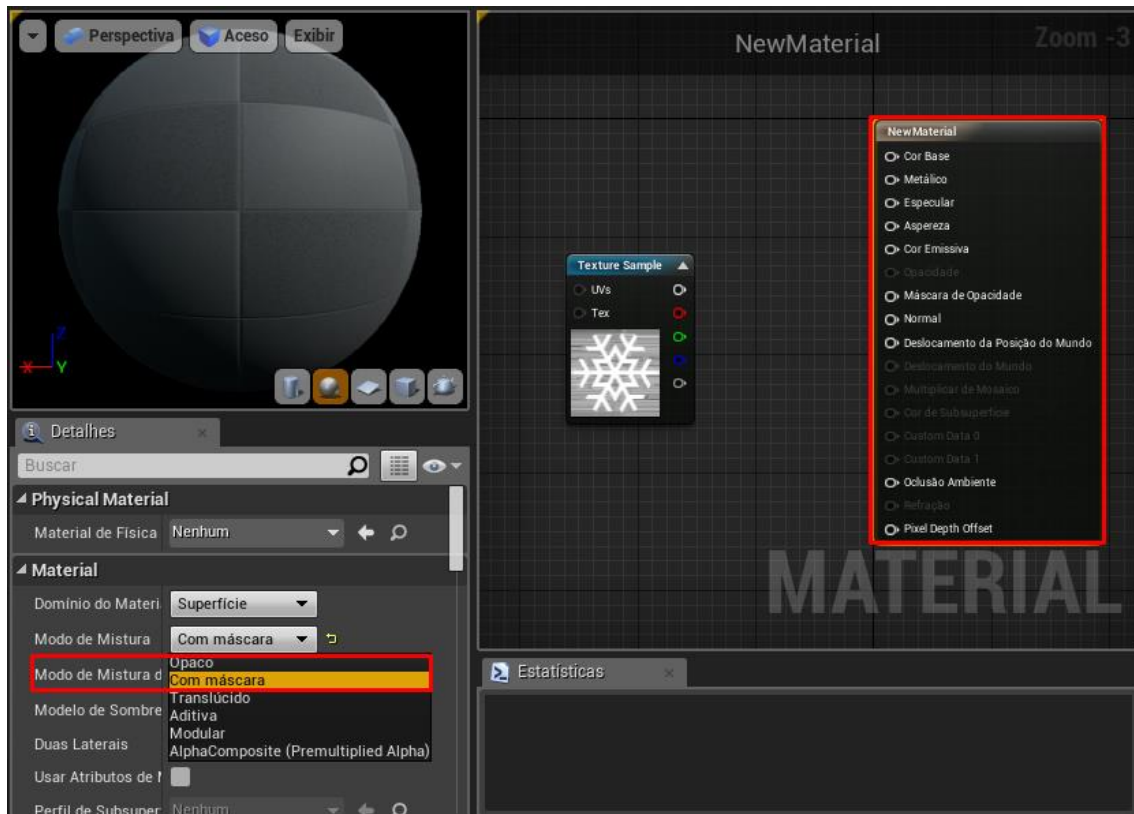 Perspectiva Aceso Exibir
NewMaterial
Zoom -3
Z
X
Y
Texture Sample
UVs
Tex
NewMaterial
Cor Base
Metálico
Especular
Aspereza
Cor Emissiva
Opacidade
Máscara de Opacidade
Normal
Deslocamento da Posição do Mundo
Deslocamento do Mundo
Multiplicar de Mosaico
Cor de Subsuperfície
Custom Data 0
Custom Data 1
Oclusão Ambiente
Refração
Pixel Depth Offset
MATERIAL
Detalhes
Buscar
Physical Material
Material de Física Nenhum
Material
Domínio do Materi Superfície
Modo de Mistura Com máscara
Modo de Mistura d
Opaco
Com máscara
Translúcido
Modelo de Sombre
Aditiva
Modular
Duas Laterais
AlphaComposite (Premultiplied Alpha)
Usar Atributos de M
Perfil de Subsuper Nenhum
Estatísticas